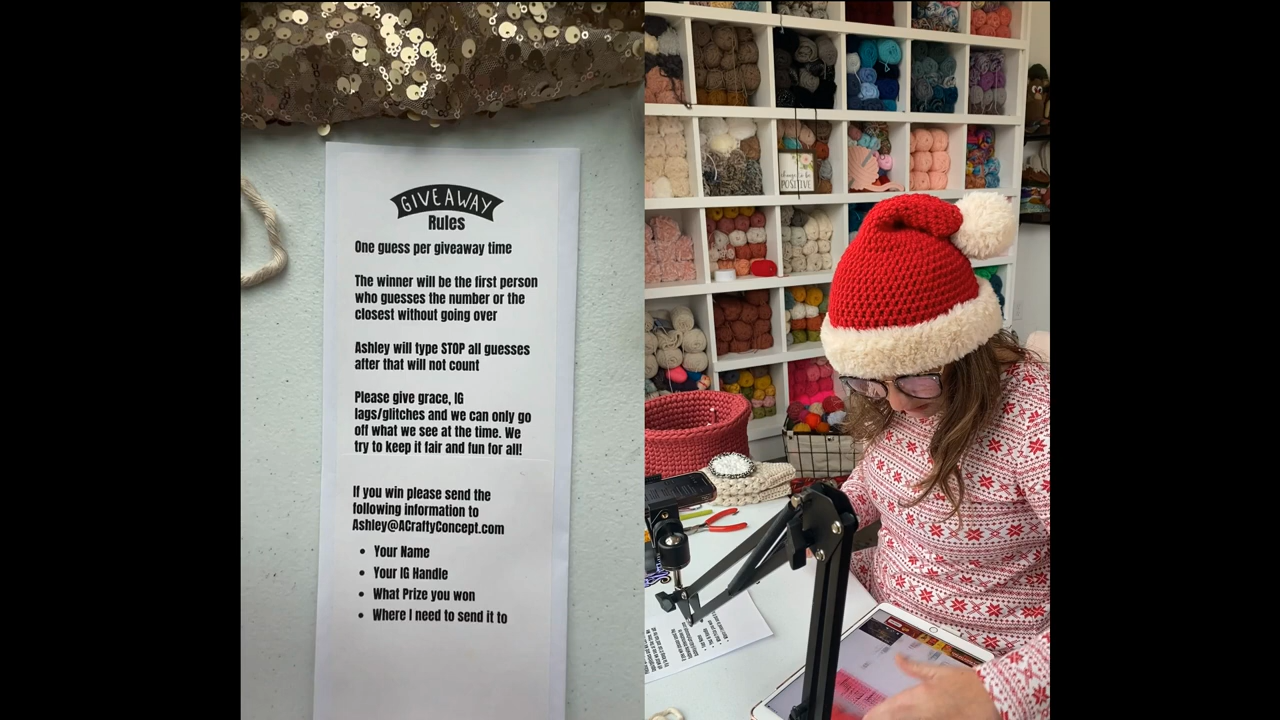 GIVEAWAY
Rules
One guess per giveaway time
The winner will be the first person
who guesses the number or the
closest without going over
Ashley will type STOP all guesses
after that will not count
Please give grace, IG
lags/glitches and we can only go
off what we see at the time. We
try to keep it fair and fun for all!
If you win please send the
following information to
Ashley@ACraftyConcept.com
• Your Name
• Your IG Handle
• What Prize you won
• Where I need to send it to
POSITIVE